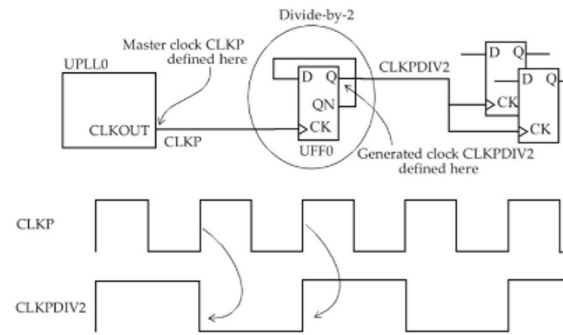 Divide-by-2
Master clock CLKP
defined here
UPLL0
CLKOUT
CLKP
D Q
QN
CK
UFF0
CLKPDIV2
Generated clock CLKPDIV2
defined here
D Q
CK
D Q
CK
CLKP
CLKPDIV2